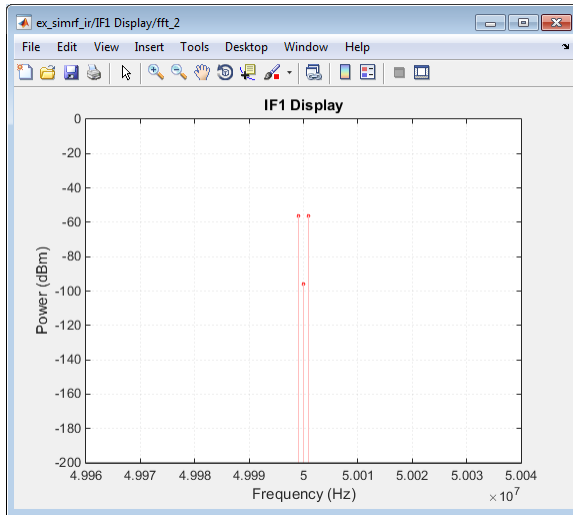 ex_simrf_ir/IF1 Display/fft_2
File Edit View Insert Tools Desktop Window Help
IF1 Display
0
-20
-40
-60
-80
-100
-120
-140
-160
-180
-200
Power (dBm)
4.996 4.997 4.998 4.999 5 5.001 5.002 5.003 5.004
Frequency (Hz)
× 10^7